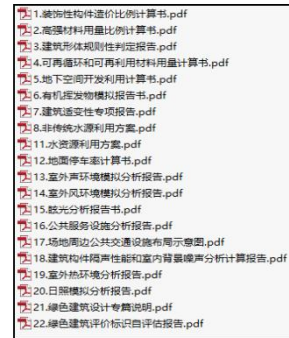 1.装饰性构件造价比例计算书.pdf
2.高强材料用量比例计算书.pdf
3.建筑形体规则性判定报告.pdf
4.可再循环和可再利用材料用量计算书.pdf
5.地下空间开发利用计算书.pdf
6.有机挥发物模拟报告书.pdf
7.建筑适变性专项报告.pdf
8.非传统水源利用方案.pdf
11.水资源利用方案.pdf
12.地面停车率计算书.pdf
13.室外声环境模拟分析报告.pdf
14.室外风环境模拟分析报告.pdf
15.眩光分析报告书.pdf
16.公共服务设施分析报告.pdf
17.场地周边公共交通设施布局示意图.pdf
18.建筑构件隔声性能和室内背景噪声分析计算报告.pdf
19.室外热环境分析报告.pdf
20.日照模拟分析报告.pdf
21.绿色建筑设计专篇说明.pdf
22.绿色建筑评价标识自评估报告.pdf